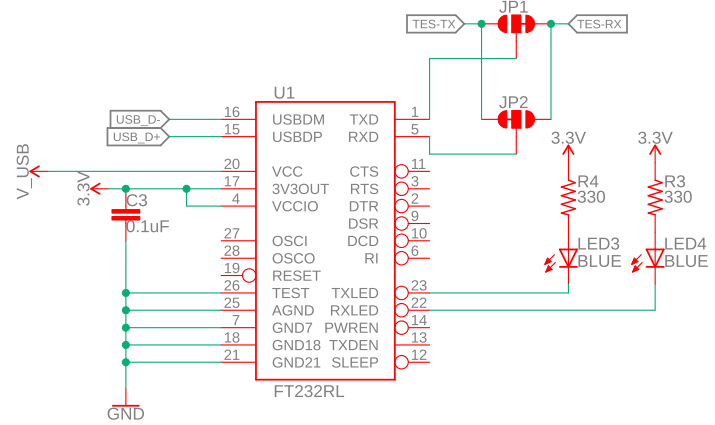 JP1
TES-TX
TES-RX
U1
JP2
USB_D-
16
USBDM
TXD
1
USB_D+
15
USBDP
RXD
5
3.3V
3.3V
V_USB
20
VCC
CTS
11
3.3V
17
3V3OUT
RTS
3
R4
330
R3
330
C3
0.1uF
4
VCCIO
DTR
2
DSR
9
27
OSCI
DCD
10
LED3
BLUE
LED4
BLUE
28
OSCO
RI
6
19
RESET
26
TEST
TXLED
23
25
AGND
RXLED
22
7
GND7
PWREN
14
18
GND18
TXDEN
13
21
GND21
SLEEP
12
FT232RL
GND